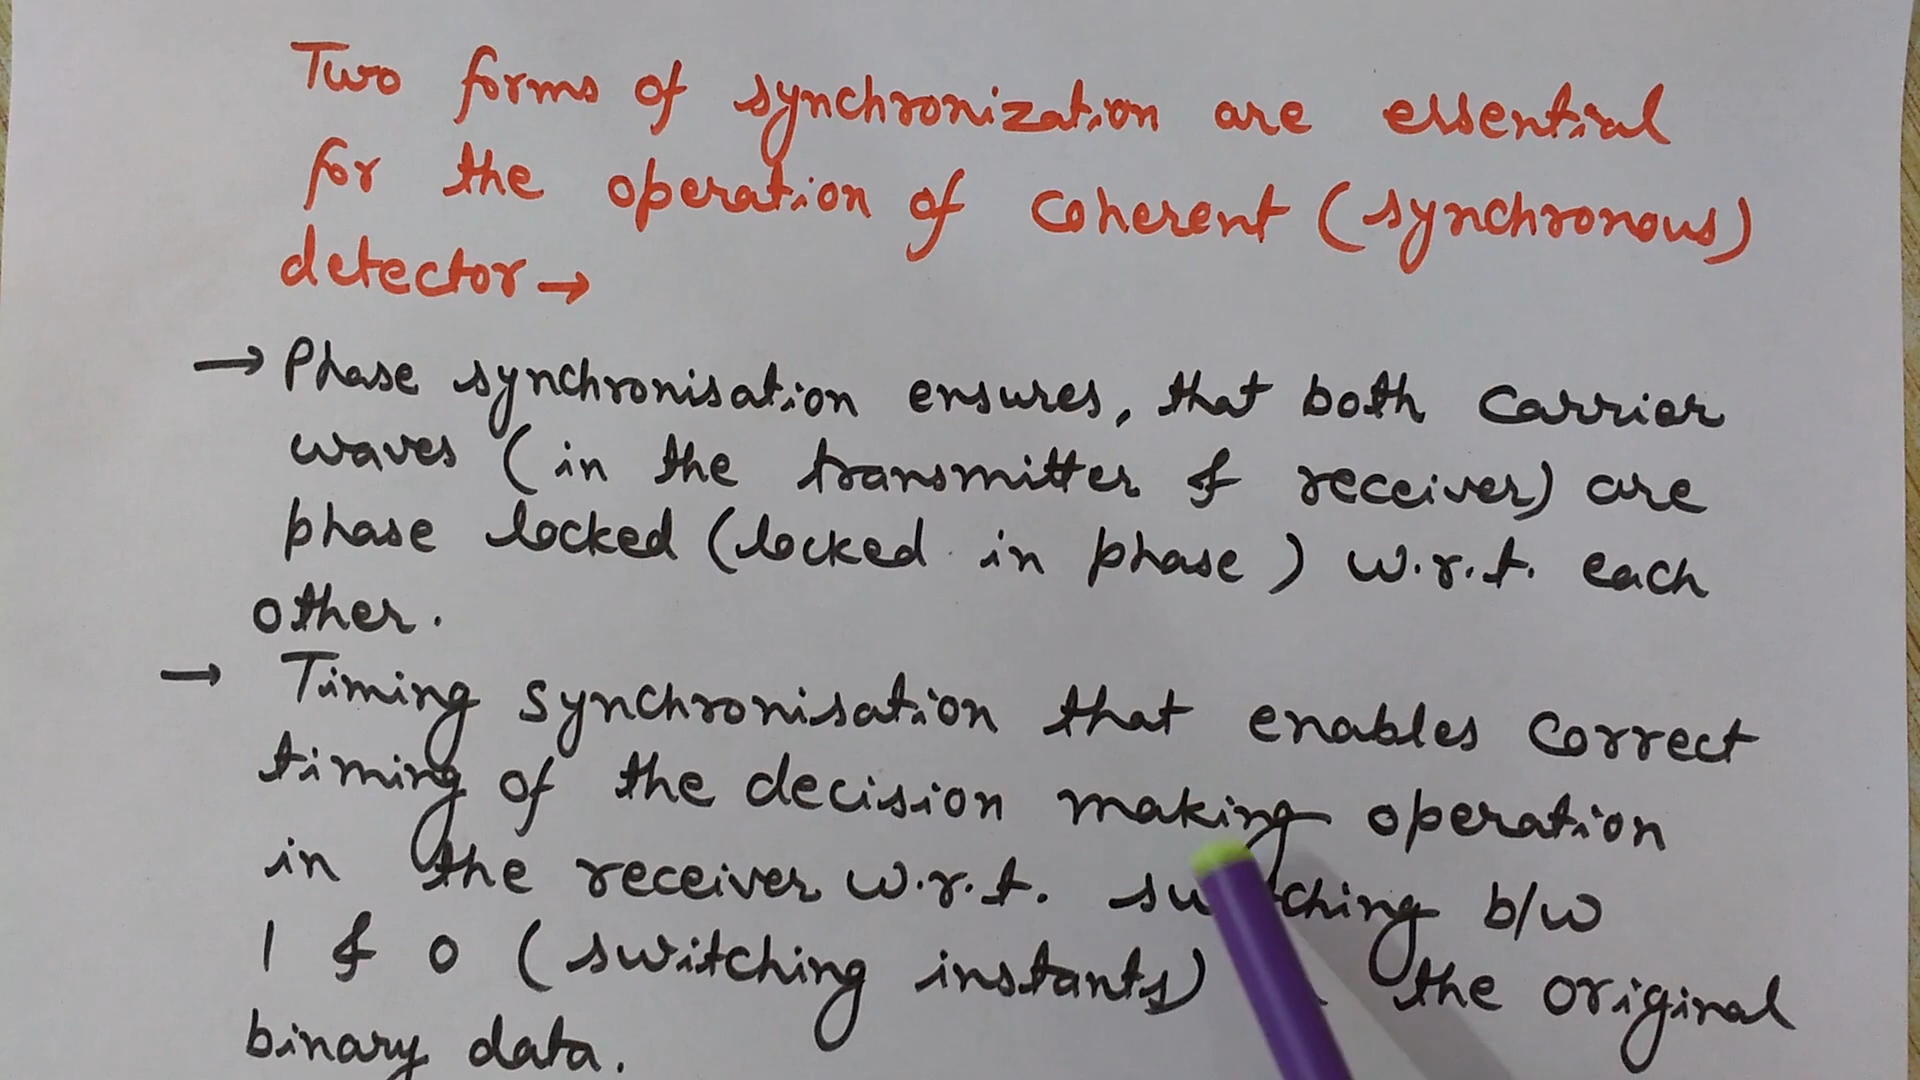 Two forms of synchronization are essential
for the operation of coherent (synchronous)
detector →
→ Phase synchronisation ensures, that both carrier
waves (in the transmitter & receiver) are
phase locked (locked in phase) w.r.t. each
other.
→ Timing synchronisation that enables correct
timing of the decision making operation
in the receiver w.r.t. b/w
1 & 0 (switching instants) the original
binary data.